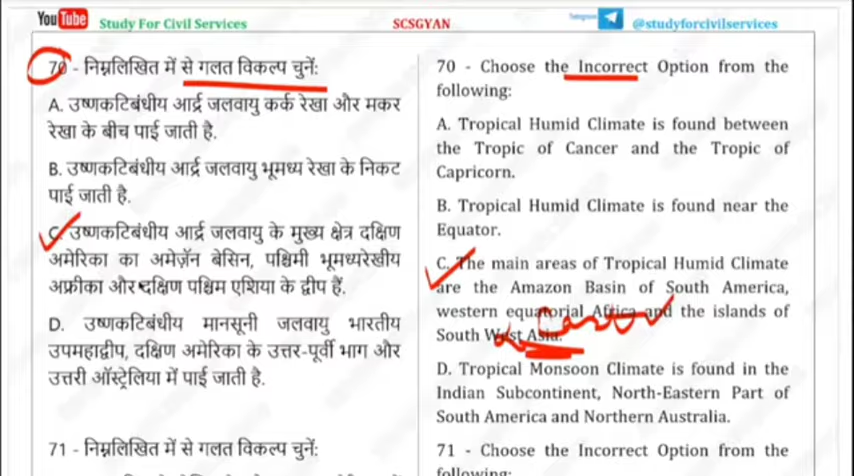 You Tube Study For Civil Services
SCSGYAN
Telegram @studyforcivilservices
70 - निम्नलिखित में से गलत विकल्प चुनें:
A. उष्णकटिबंधीय आर्द्र जलवायु कर्क रेखा और मकर
रेखा के बीच पाई जाती है.
B. उष्णकटिबंधीय आर्द्र जलवायु भूमध्य रेखा के निकट
पाई जाती है.
C. उष्णकटिबंधीय आर्द्र जलवायु के मुख्य क्षेत्र दक्षिण
अमेरिका का अमेज़ॅन बेसिन, पश्चिमी भूमध्यरेखीय
अफ्रीका और दक्षिण पश्चिम एशिया के द्वीप हैं.
D. उष्णकटिबंधीय मानसूनी जलवायु भारतीय
उपमहाद्वीप, दक्षिण अमेरिका के उत्तर-पूर्वी भाग और
उत्तरी ऑस्ट्रेलिया में पाई जाती है.
71 - निम्नलिखित में से गलत विकल्प चुनें:
70 - Choose the Incorrect Option from the
following:
A. Tropical Humid Climate is found between
the Tropic of Cancer and the Tropic of
Capricorn.
B. Tropical Humid Climate is found near the
Equator.
C. The main areas of Tropical Humid Climate
are the Amazon Basin of South America,
western equatorial Africa and the islands of
South West Asia.
D. Tropical Monsoon Climate is found in the
Indian Subcontinent, North-Eastern Part of
South America and Northern Australia.
71 - Choose the Incorrect Option from the
following: